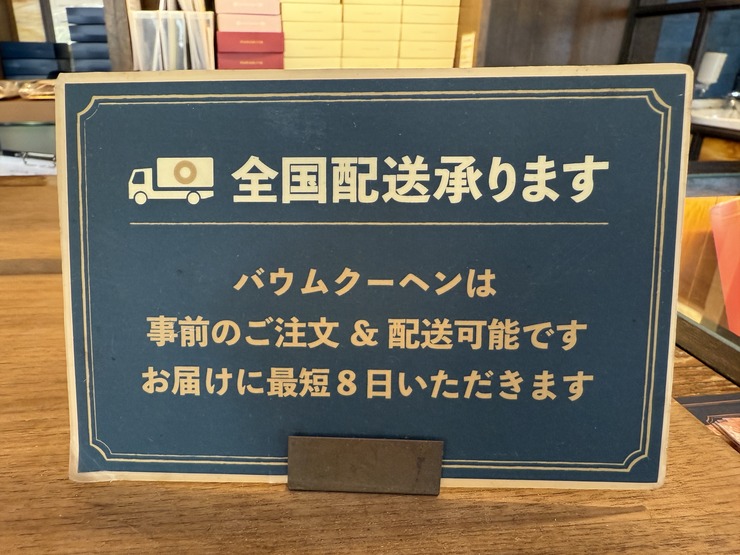 全国配送承ります
バウムクーヘンは
事前のご注文 & 配送可能です
お届けに最短8日いただきます